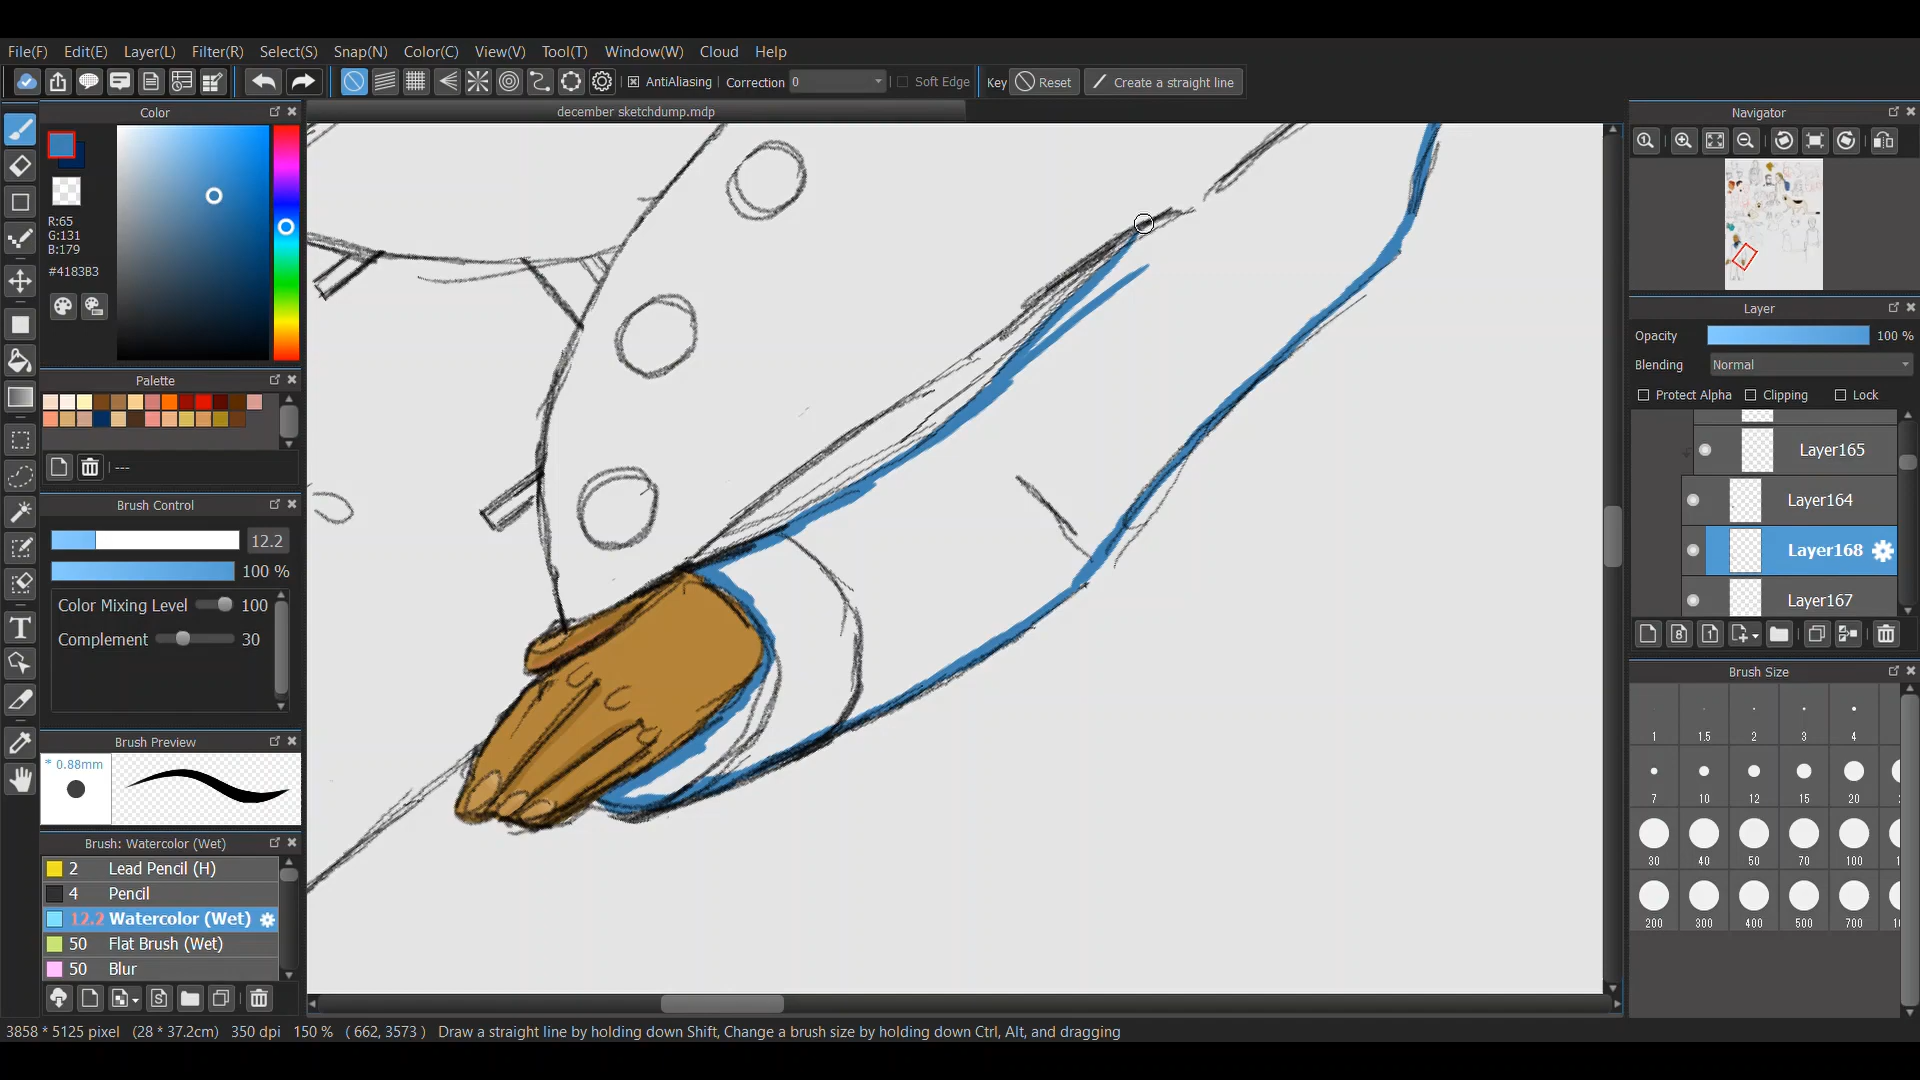 File(F) Edit(E) Layer(L) Filter(R) Select(S) Snap(N) Color(C) View(V) Tool(T) Window(W) Cloud Help
AntiAliasing Correction 0 Soft Edge Key Reset Create a straight line
Color
december sketchdump.mdp
Navigator
R:65
G:131
B:179
#4183B3
Palette
---
Brush Control
12.2
100 %
Color Mixing Level 100
Complement 30
Brush Preview
* 0.88mm
Brush: Watercolor (Wet)
2 Lead Pencil (H)
4 Pencil
12.2 Watercolor (Wet)
50 Flat Brush (Wet)
50 Blur
Layer
Opacity 100 %
Blending Normal
Protect Alpha Clipping Lock
Layer165
Layer164
Layer168
Layer167
Brush Size
1 1.5 2 3 4
7 10 12 15 20
30 40 50 70 100
200 300 400 500 700
3858 * 5125 pixel (28 * 37.2cm) 350 dpi 150 % ( 662, 3573 ) Draw a straight line by holding down Shift, Change a brush size by holding down Ctrl, Alt, and dragging